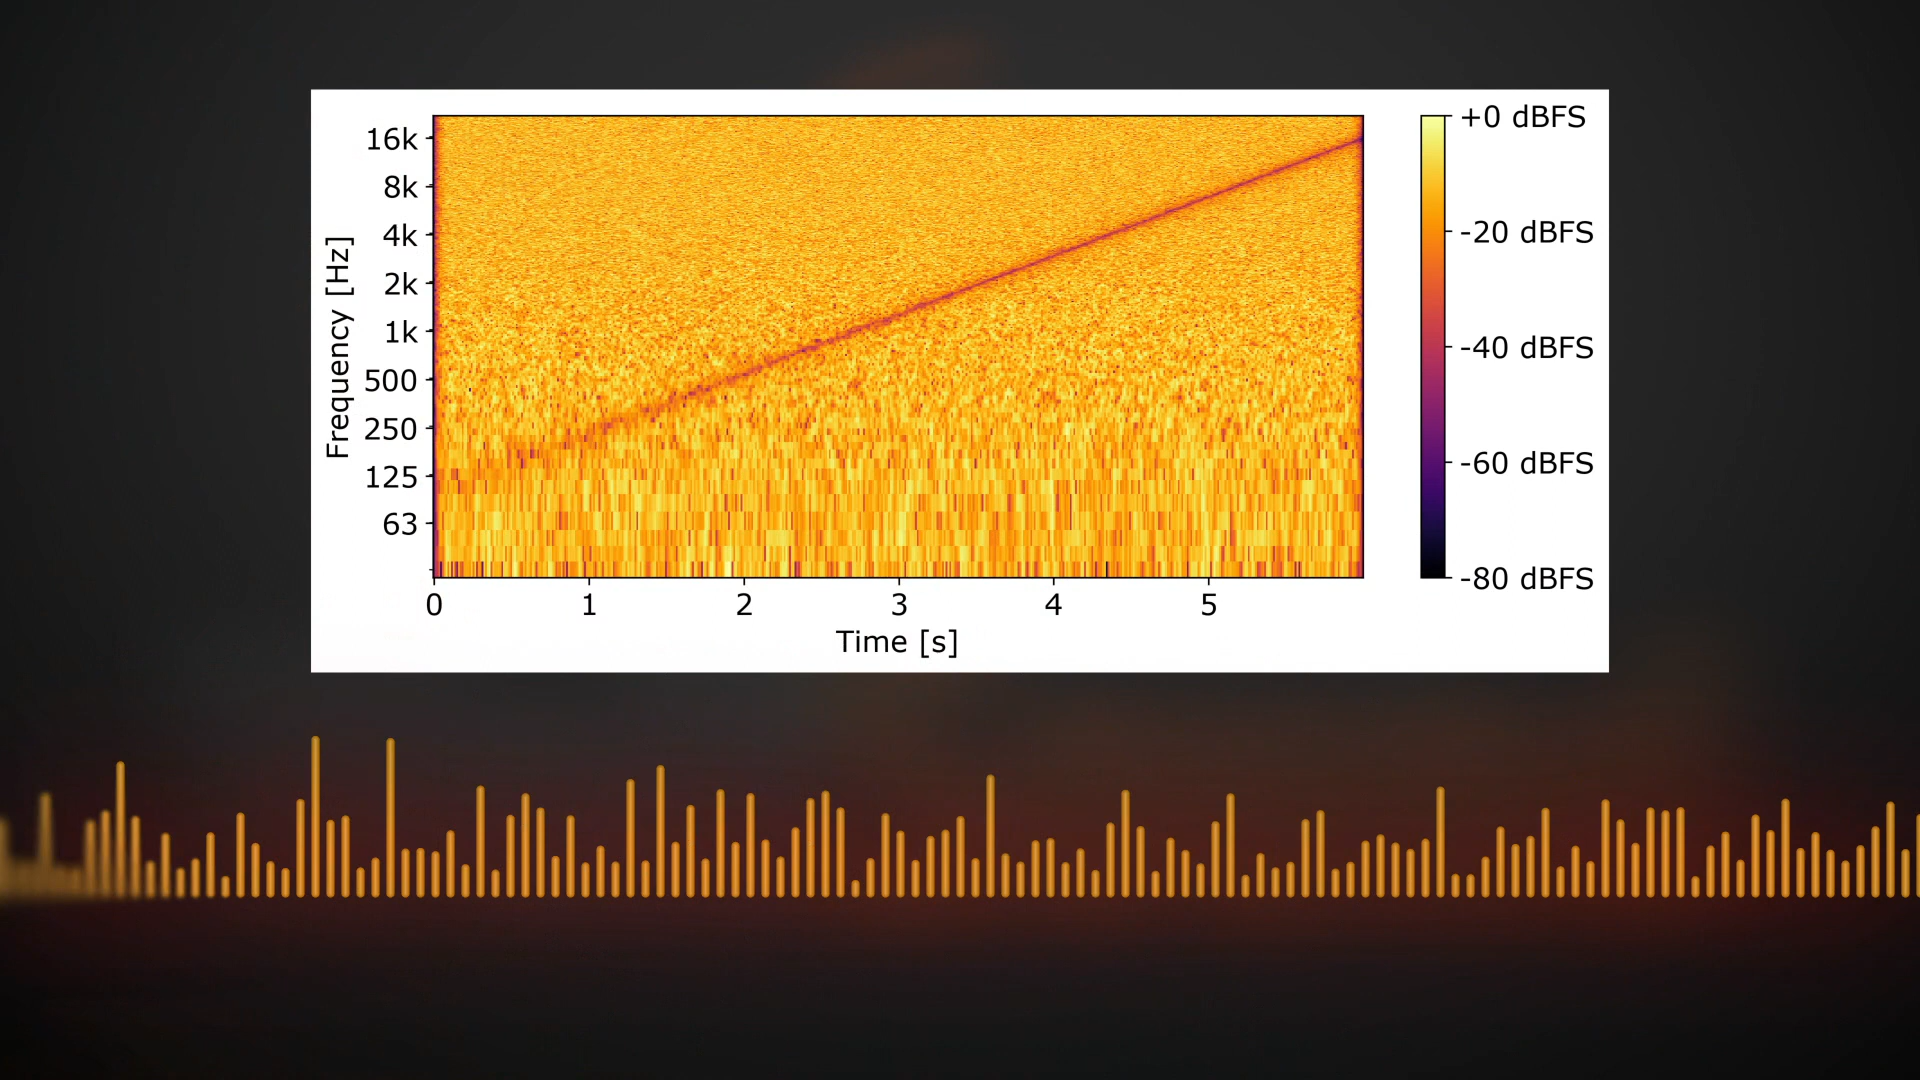 16k
8k
4k
2k
1k
500
250
125
63
Frequency [Hz]
0 1 2 3 4 5
Time [s]
+0 dBFS
-20 dBFS
-40 dBFS
-60 dBFS
-80 dBFS